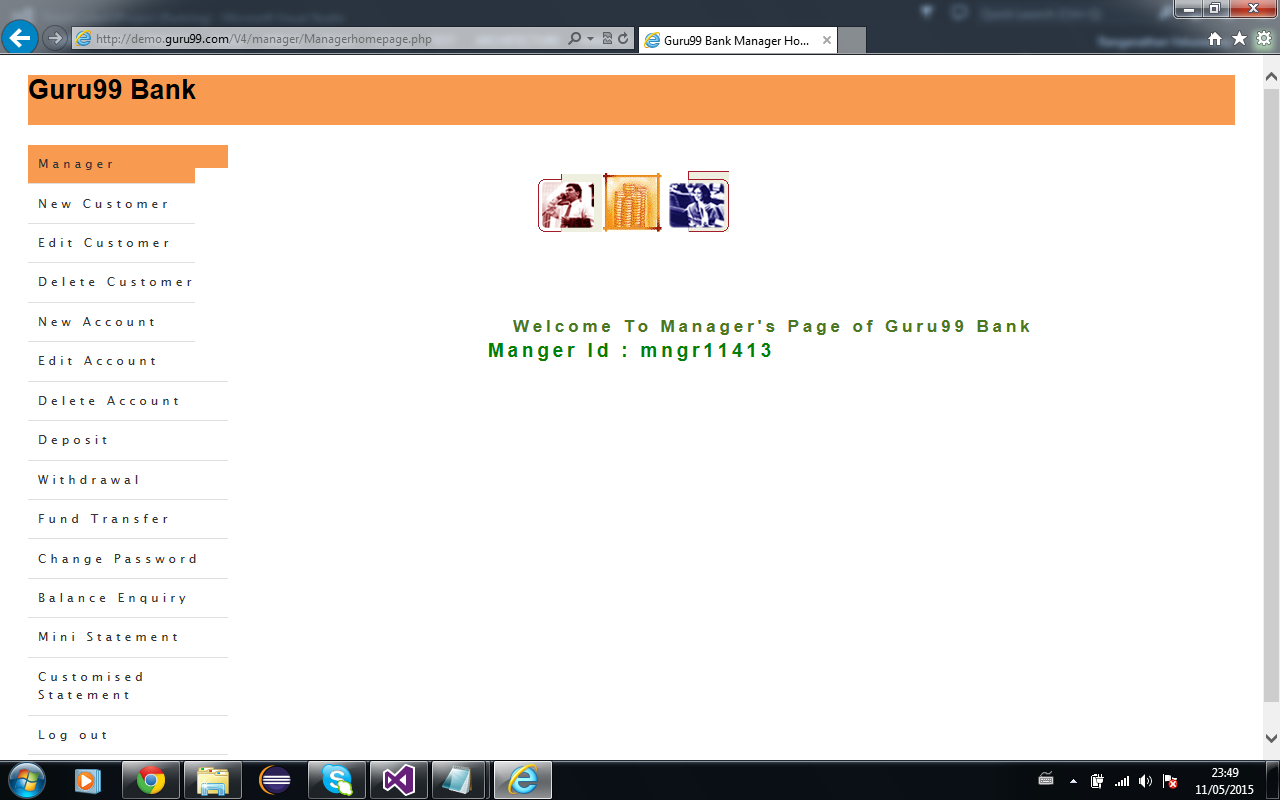 http://demo.guru99.com/V4/manager/Managerhomepage.php
Guru99 Bank Manager Ho...
Guru99 Bank
Manager
New Customer
Edit Customer
Delete Customer
New Account
Edit Account
Delete Account
Deposit
Withdrawal
Fund Transfer
Change Password
Balance Enquiry
Mini Statement
Customised
Statement
Log out
Welcome To Manager's Page of Guru99 Bank
Manger Id : mngr11413
23:49
11/05/2015